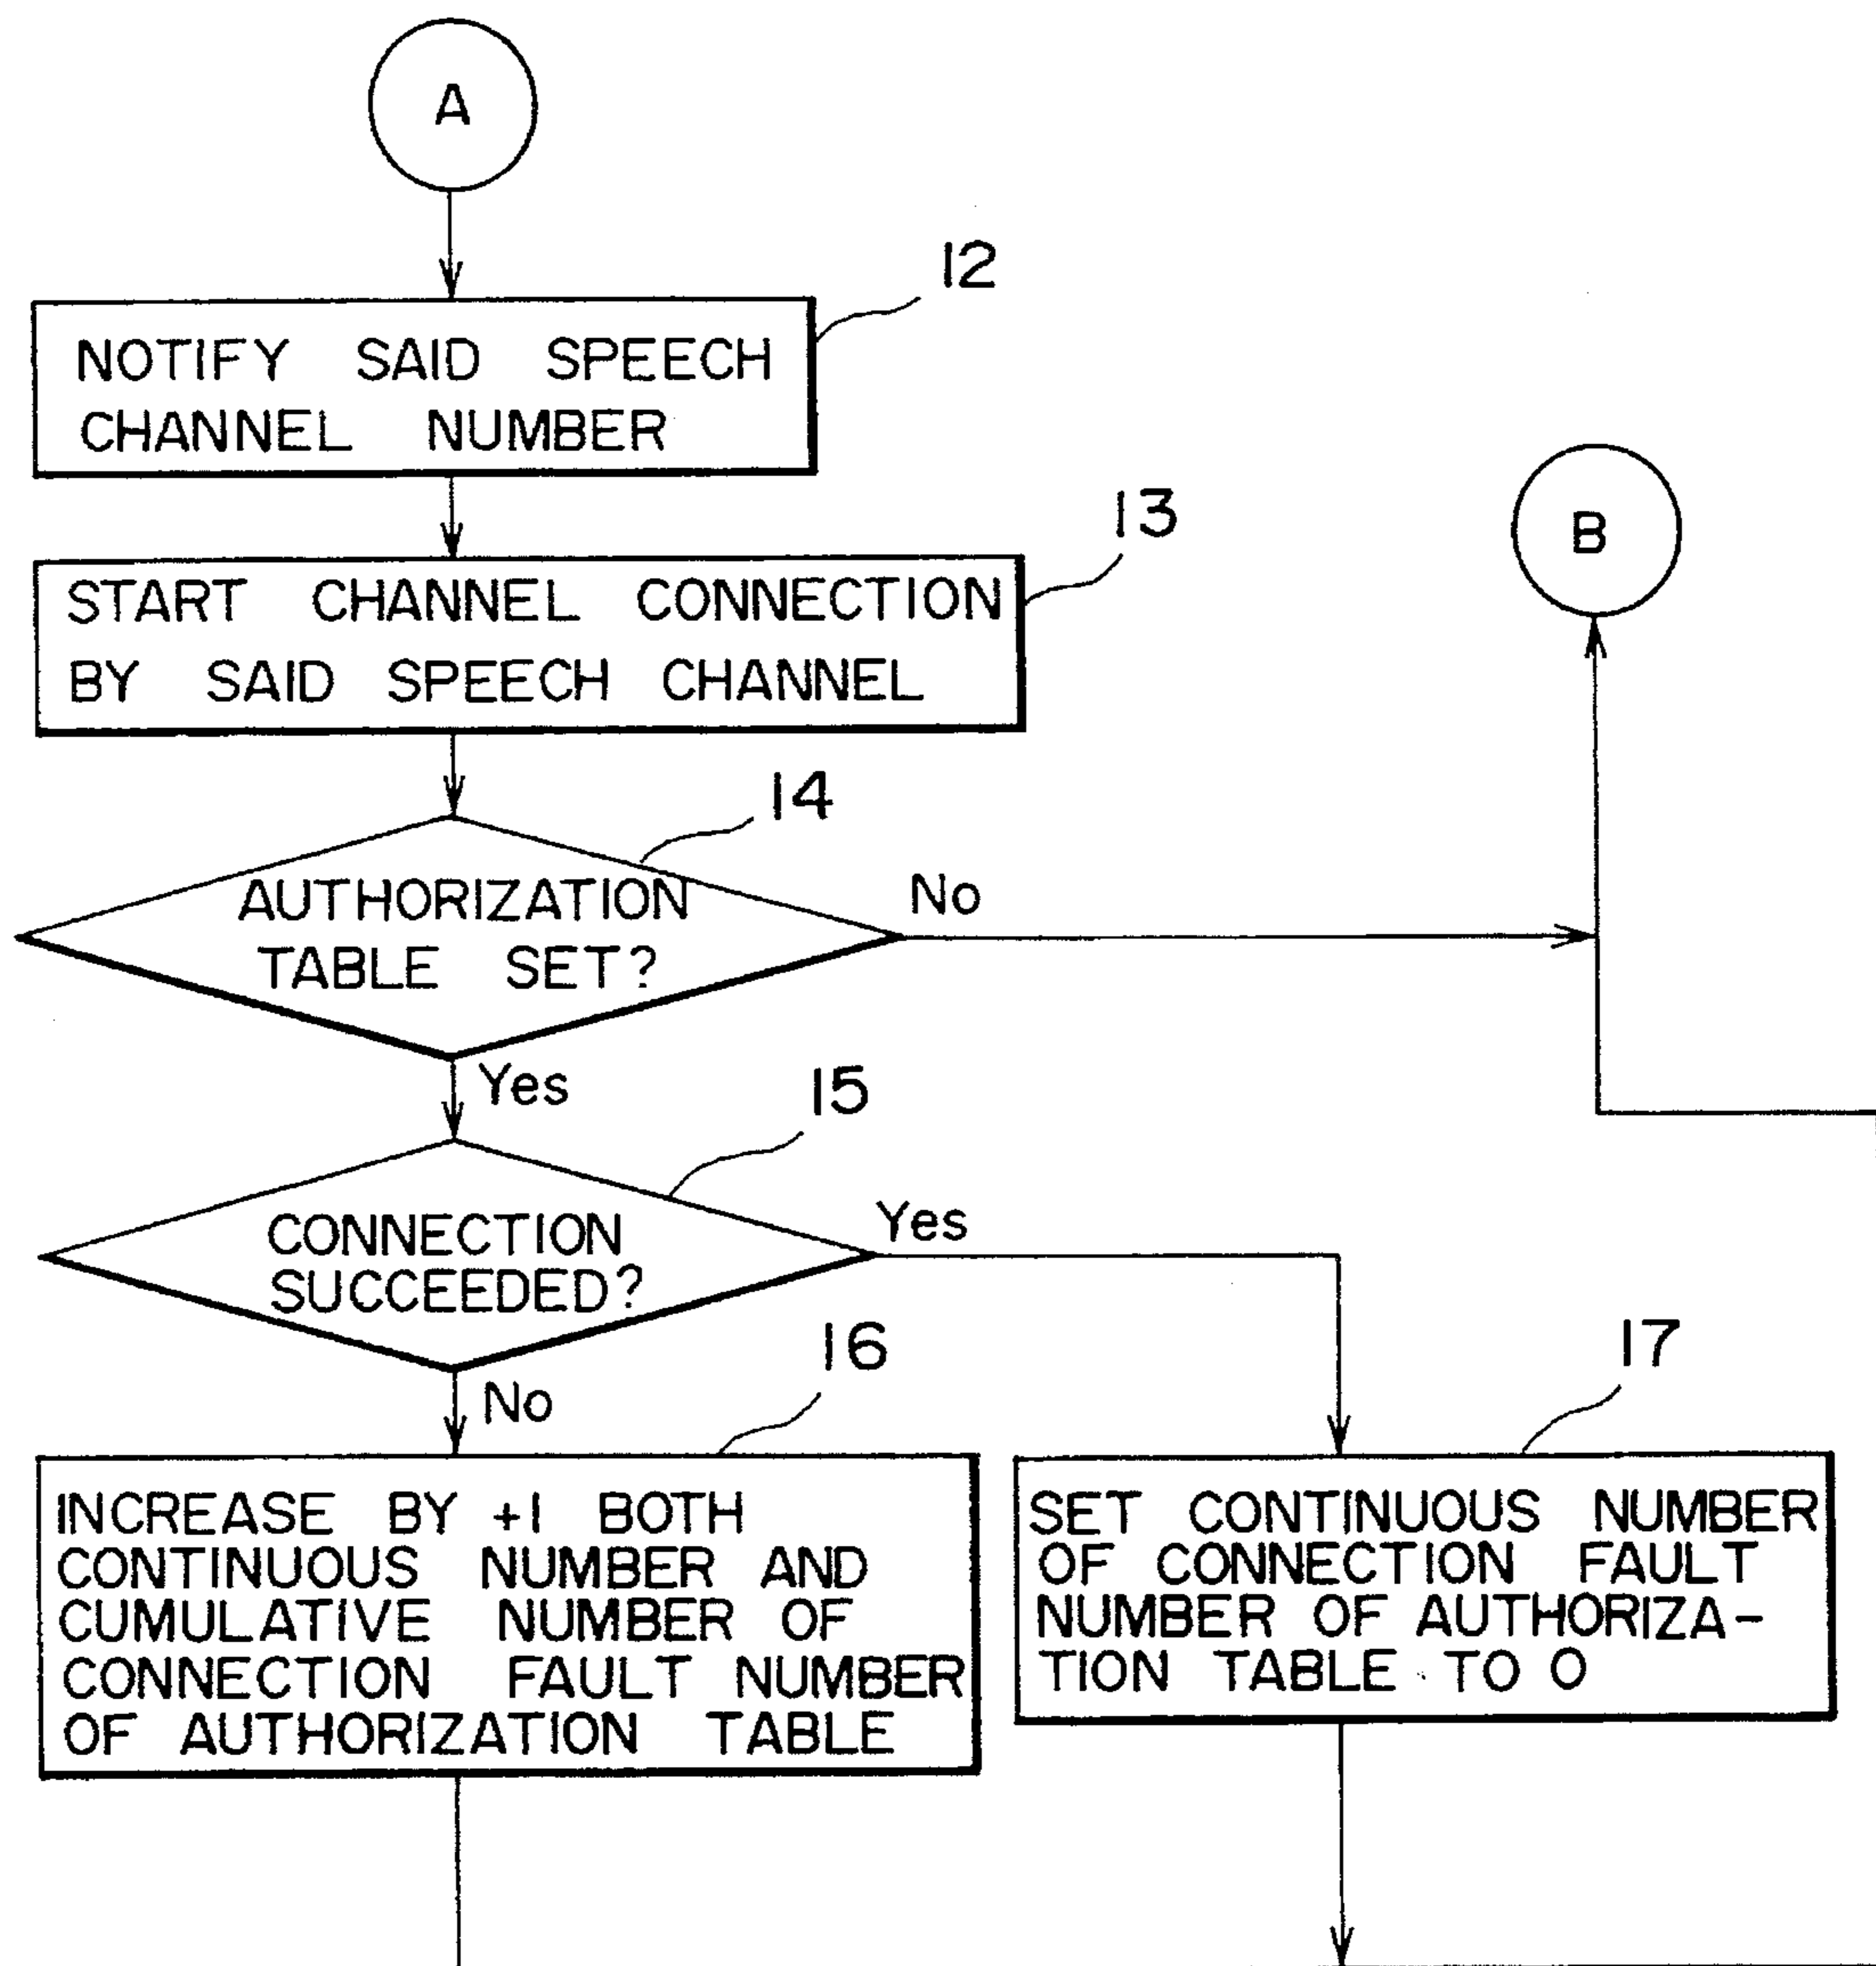 A
12
NOTIFY SAID SPEECH
CHANNEL NUMBER
13
START CHANNEL CONNECTION
BY SAID SPEECH CHANNEL
B
14
AUTHORIZATION
TABLE SET?
No
Yes
15
CONNECTION
SUCCEEDED?
Yes
No
16
INCREASE BY +1 BOTH
CONTINUOUS NUMBER AND
CUMULATIVE NUMBER OF
CONNECTION FAULT NUMBER
OF AUTHORIZATION TABLE
17
SET CONTINUOUS NUMBER
OF CONNECTION FAULT
NUMBER OF AUTHORIZA-
TION TABLE TO 0